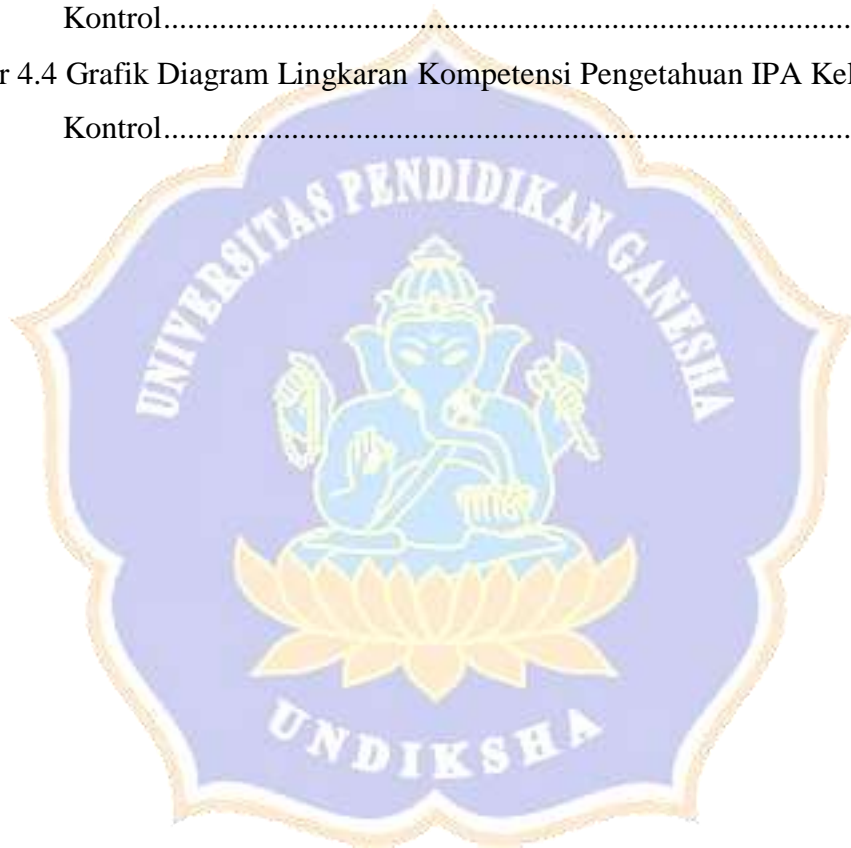 Kontrol....................................................................................
r 4.4 Grafik Diagram Lingkaran Kompetensi Pengetahuan IPA Kel
Kontrol....................................................................................
UNIVERSITAS PENDIDIKAN GANESHA
UNDIKSHA